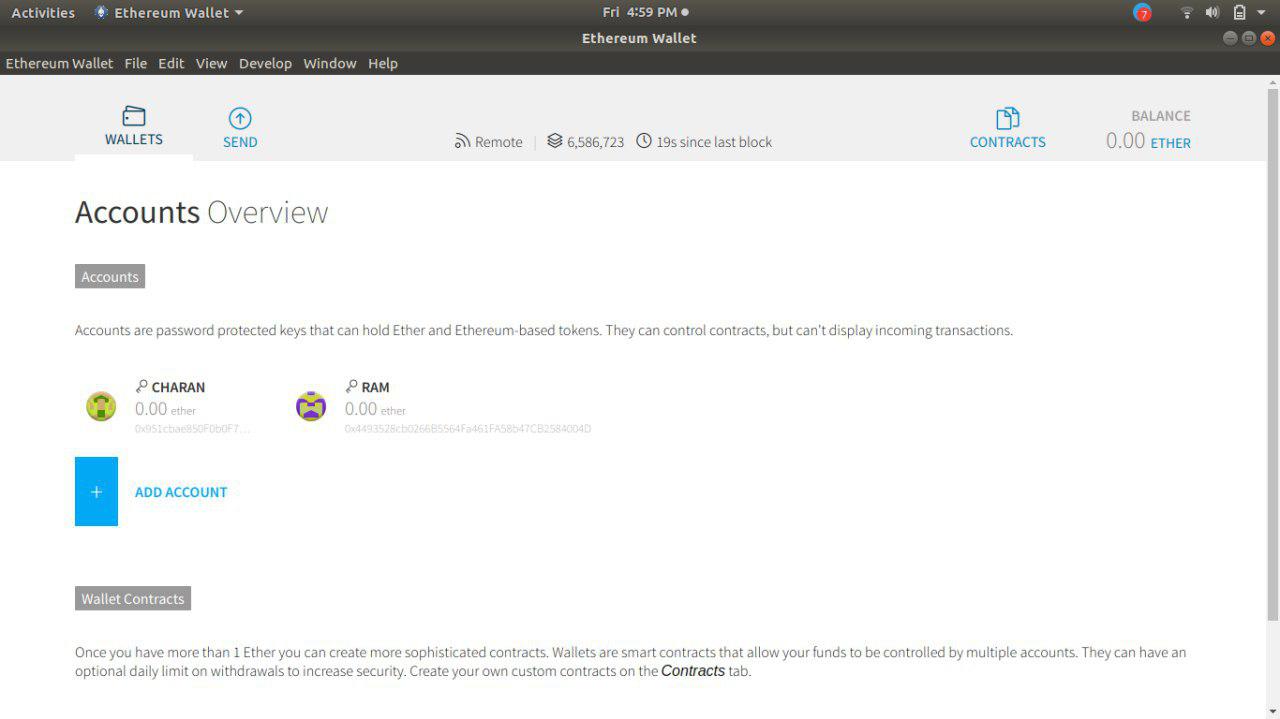 Activities Ethereum Wallet Fri 4:59 PM 7
Ethereum Wallet
Ethereum Wallet File Edit View Develop Window Help
WALLETS SEND Remote 6,586,723 19s since last block CONTRACTS BALANCE
0.00 ETHER
Accounts Overview
Accounts
Accounts are password protected keys that can hold Ether and Ethereum-based tokens. They can control contracts, but can't display incoming transactions.
CHARAN
0.00 ether
0x951cbae850F0b0F7…
RAM
0.00 ether
0x4493528cb0266B5564Fa461FA58b47CB2584004D
+ ADD ACCOUNT
Wallet Contracts
Once you have more than 1 Ether you can create more sophisticated contracts. Wallets are smart contracts that allow your funds to be controlled by multiple accounts. They can have an
optional daily limit on withdrawals to increase security. Create your own custom contracts on the Contracts tab.